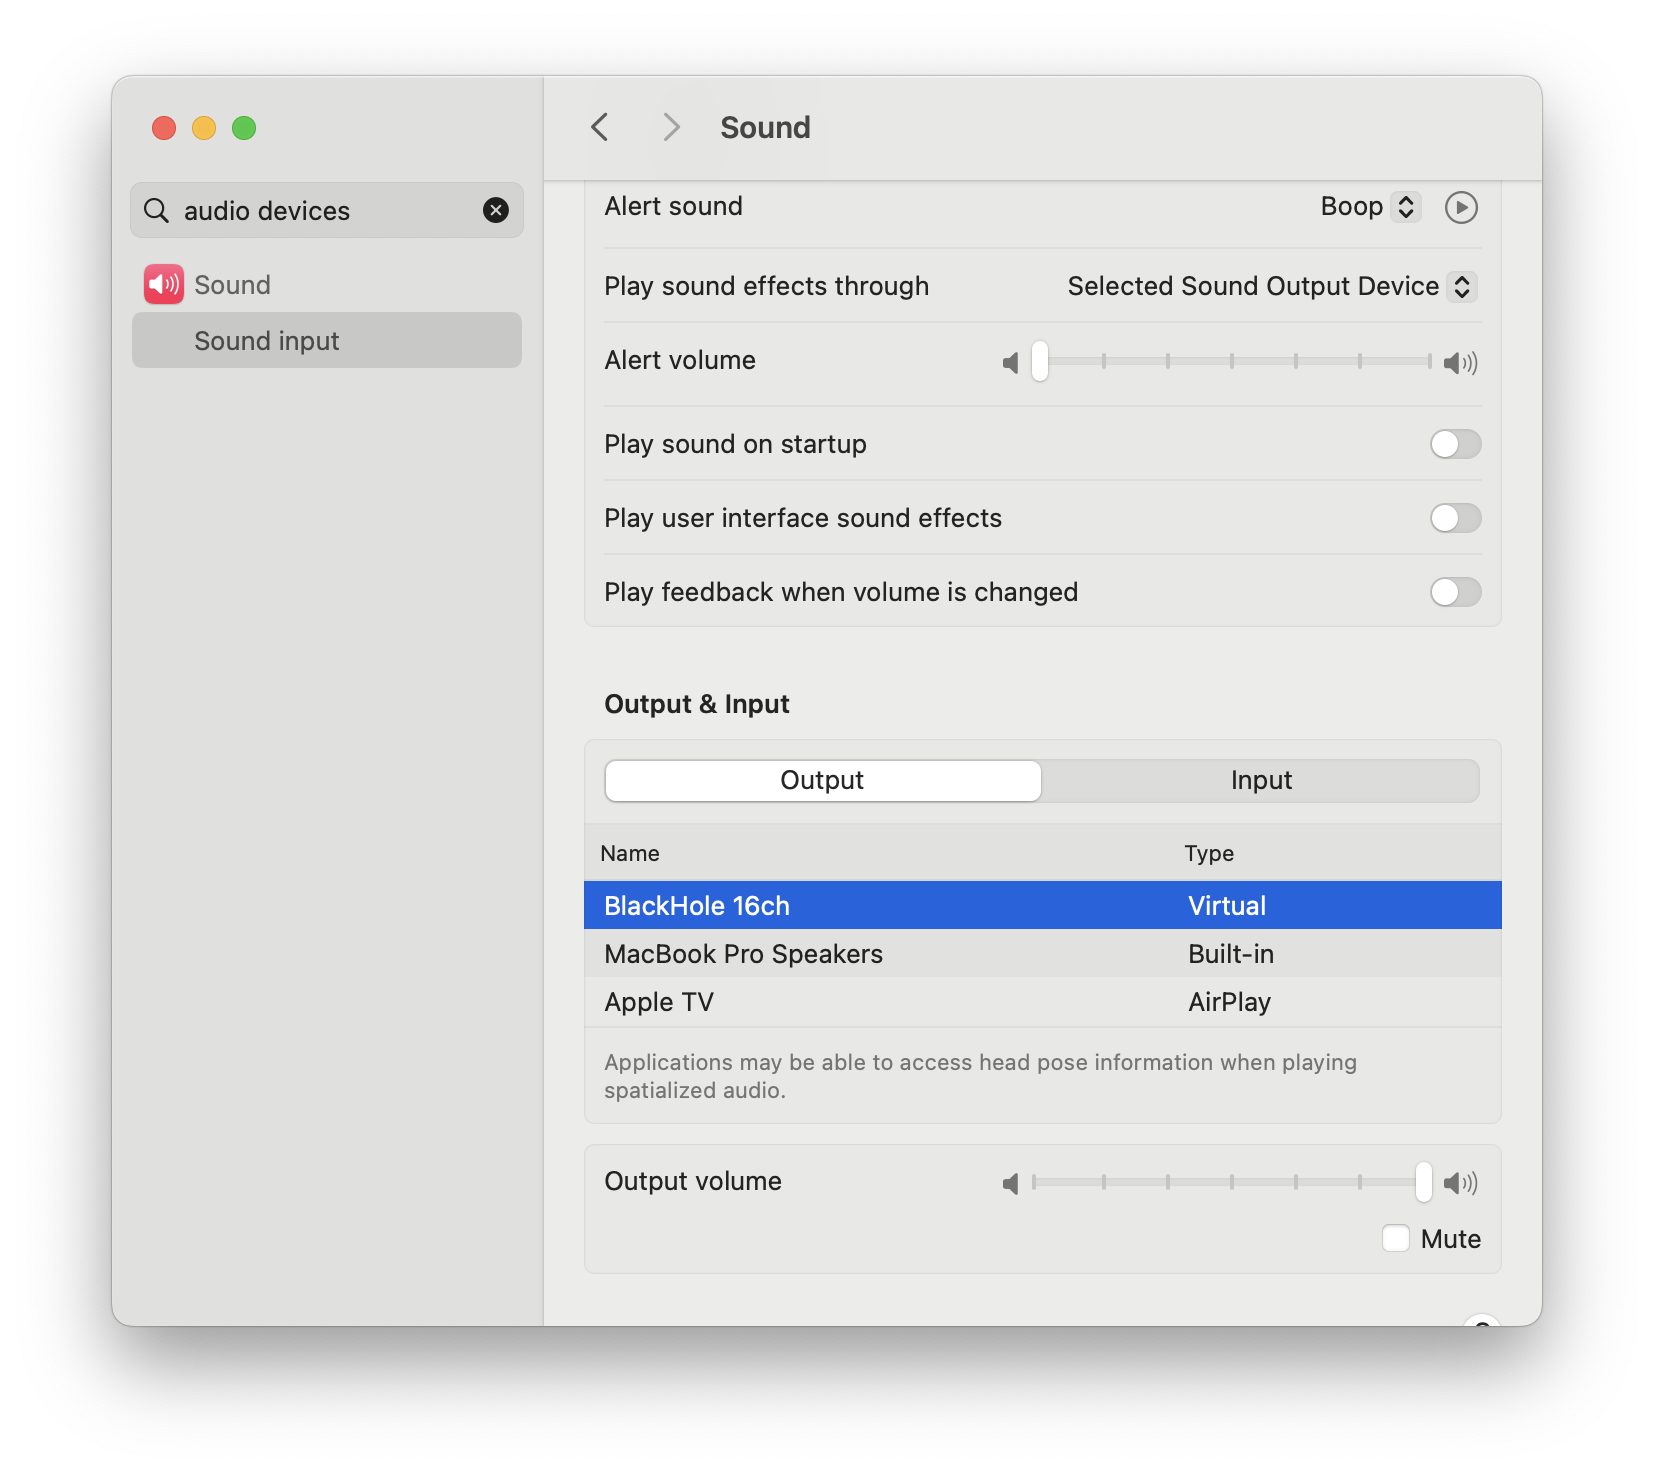 audio devices
Sound
Sound input
Sound
Alert sound Boop
Play sound effects through Selected Sound Output Device
Alert volume
Play sound on startup
Play user interface sound effects
Play feedback when volume is changed
Output & Input
Output Input
Name Type
BlackHole 16ch Virtual
MacBook Pro Speakers Built-in
Apple TV AirPlay
Applications may be able to access head pose information when playing
spatialized audio.
Output volume
Mute